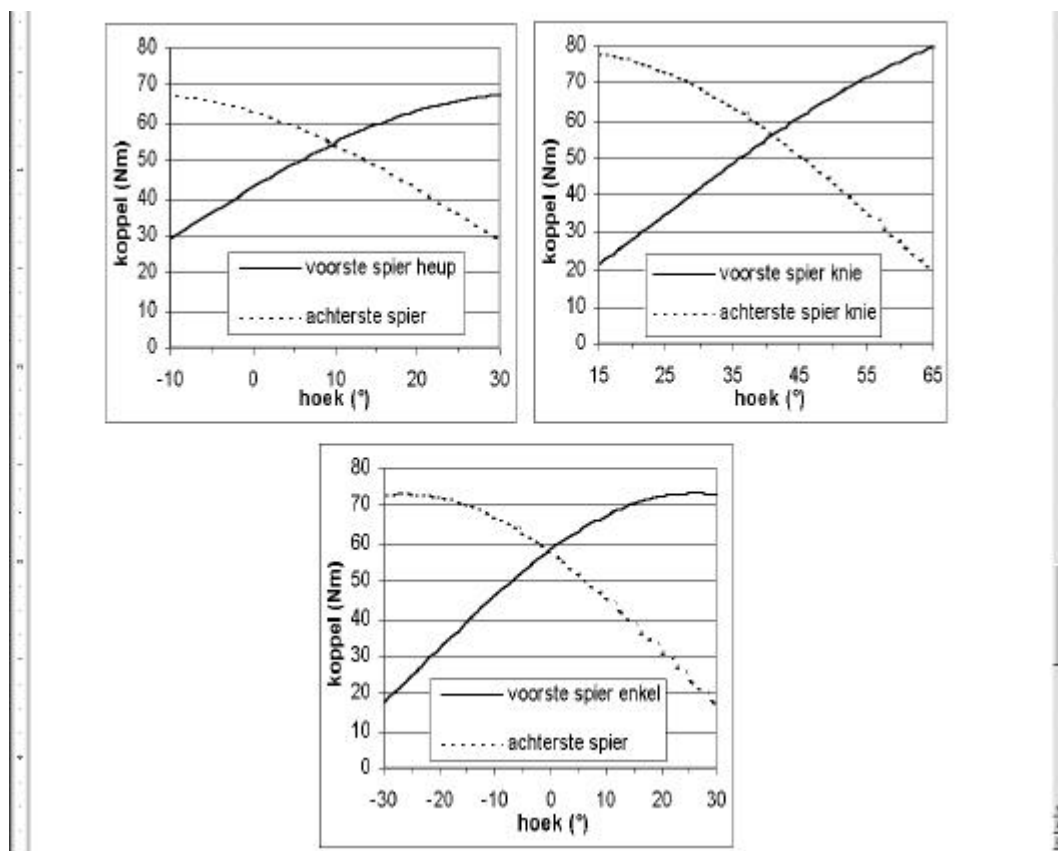 80
70
60
50
40
30
20
10
0
koppel (Nm)
voorste spier heup
achterste spier
-10 0 10 20 30
hoek (°)
80
70
60
50
40
30
20
10
0
koppel (Nm)
voorste spier knie
achterste spier knie
15 25 35 45 55 65
hoek (°)
80
70
60
50
40
30
20
10
0
koppel (Nm)
voorste spier enkel
achterste spier
-30 -20 -10 0 10 20 30
hoek (°)